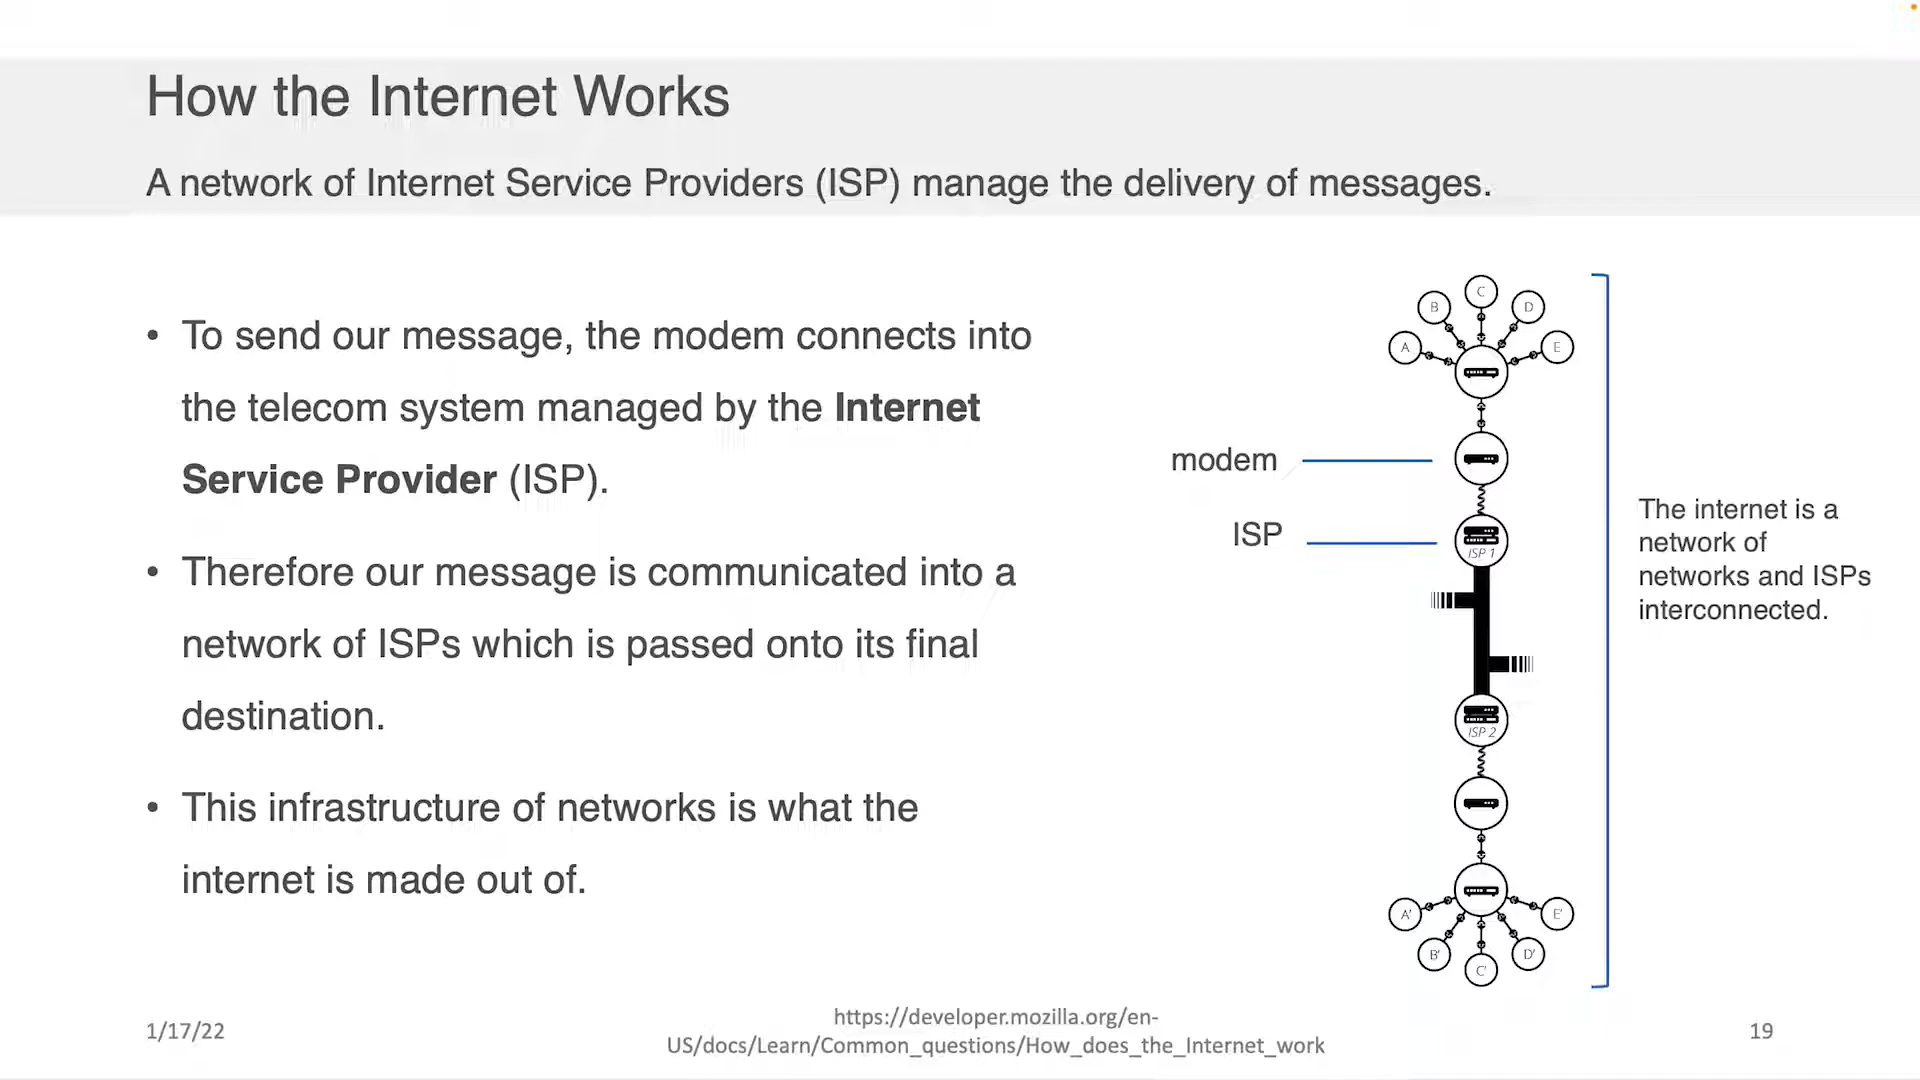 How the Internet Works
A network of Internet Service Providers (ISP) manage the delivery of messages.
• To send our message, the modem connects into
the telecom system managed by the Internet
Service Provider (ISP).
• Therefore our message is communicated into a
network of ISPs which is passed onto its final
destination.
• This infrastructure of networks is what the
internet is made out of.
C
B
D
A
E
modem
ISP
ISP 1
ISP 2
A'
E'
B'
D'
C'
The internet is a
network of
networks and ISPs
interconnected.
1/17/22
https://developer.mozilla.org/en-
US/docs/Learn/Common_questions/How_does_the_Internet_work
19